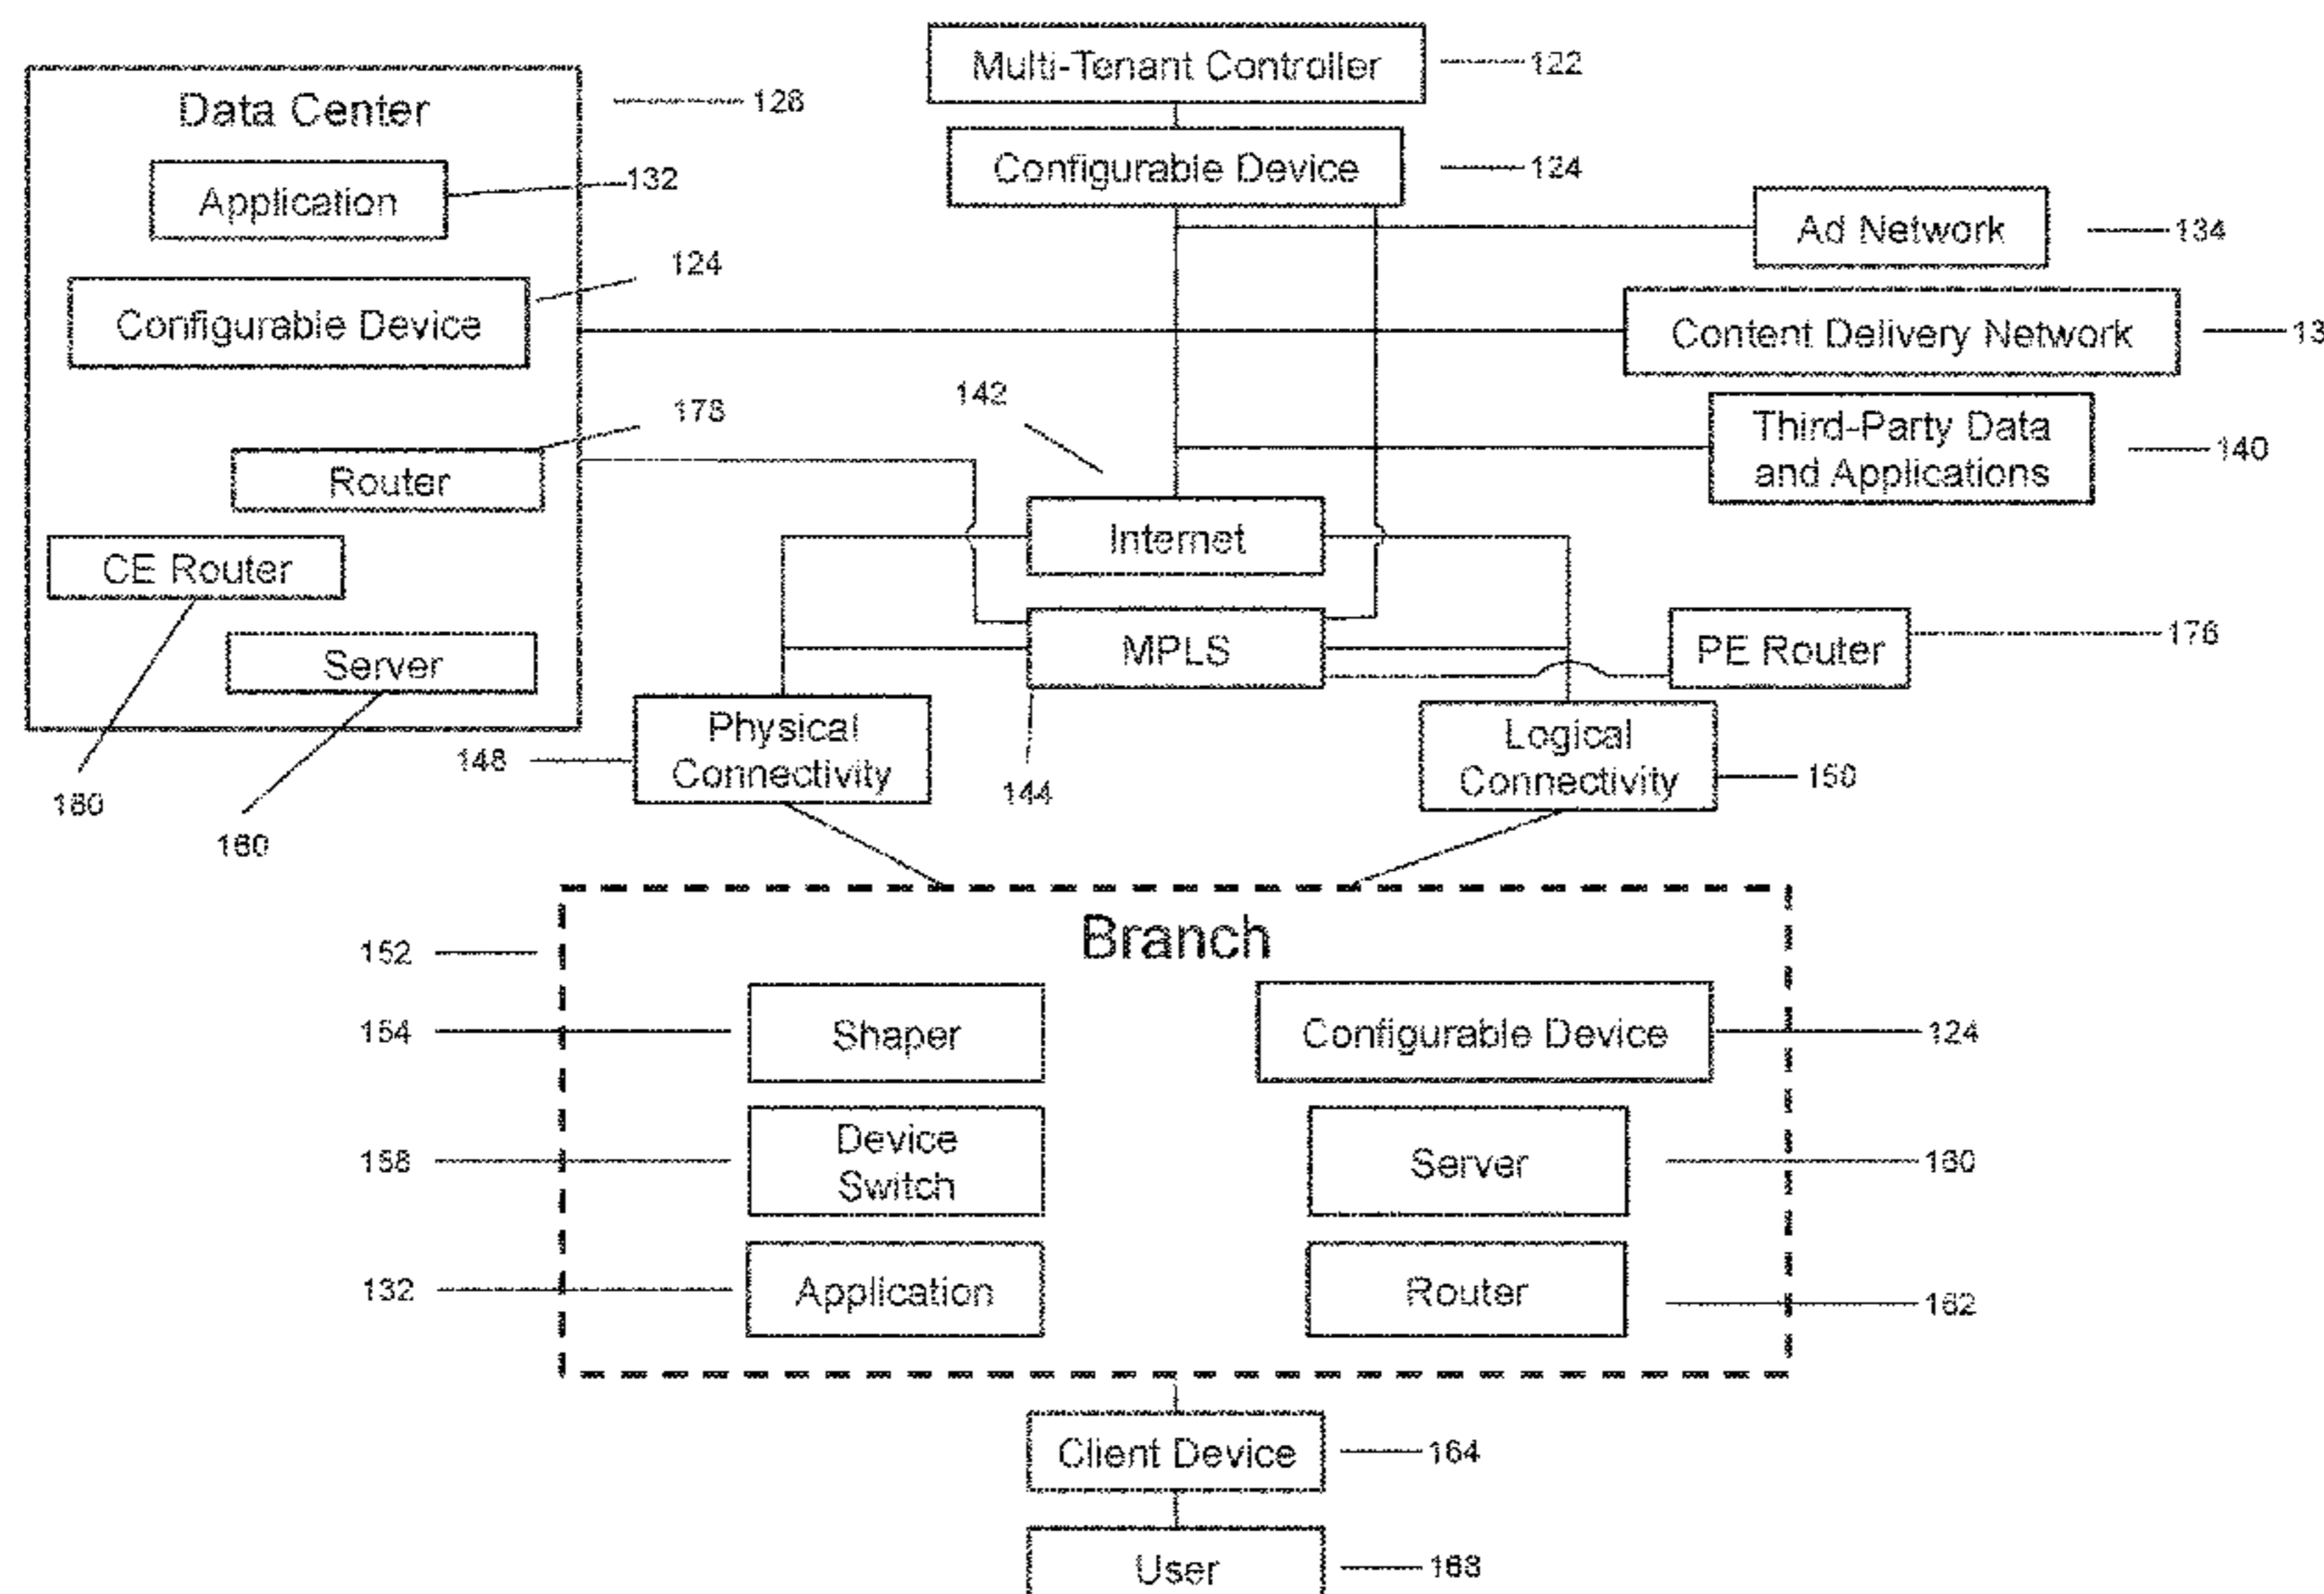 Multi-Tenant Controller
122
Data Center
128
Configurable Device
124
Application
132
Ad Network
134
Configurable Device
124
Content Delivery Network
Third-Party Data
and Applications
140
142
Router
178
Internet
CE Router
MPLS
PE Router
176
Server
Physical
Connectivity
148
144
Logical
Connectivity
150
180
160
Branch
152
Shaper
154
Configurable Device
124
Device
Switch
Server
160
Application
132
Router
162
Client Device
164
User
168